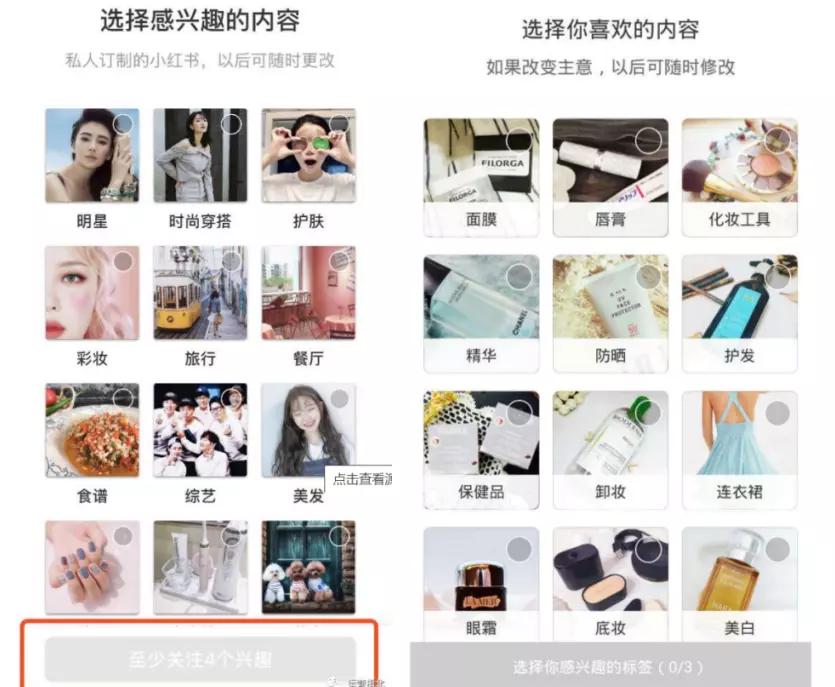 选择感兴趣的内容
私人订制的小红书，以后可随时更改
明星
时尚穿搭
护肤
彩妆
旅行
餐厅
食谱
综艺
美发
点击查看
至少关注4个兴趣
选择你喜欢的内容
如果改变主意，以后可随时修改
FILORGA
面膜
唇膏
化妆工具
CHANEL
精华
UV
FACE
PROTECTOR
防晒
护发
保健品
卸妆
连衣裙
LA MER
眼霜
底妆
美白
选择你感兴趣的标签（0/3）